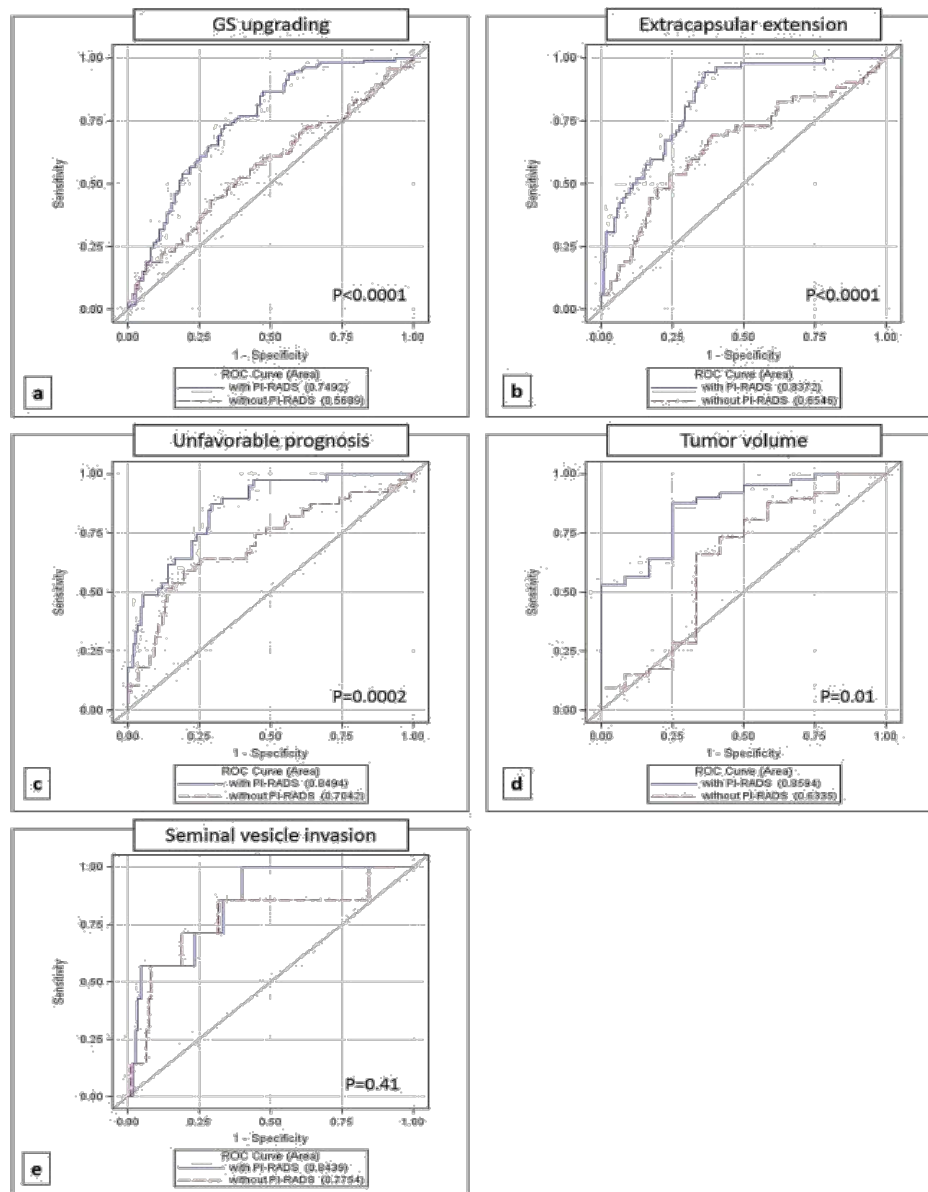 GS upgrading
1.00
0.75
0.50
0.25
0.00
Sensitivity
0.00 0.25 0.50 0.75 1.00
1 - Specificity
P<0.0001
ROC Curve (Area)
with PI-RADS (0.7492)
without PI-RADS (0.5689)
a
Extracapsular extension
1.00
0.75
0.50
0.25
0.00
Sensitivity
0.00 0.25 0.50 0.75 1.00
1 - Specificity
P<0.0001
ROC Curve (Area)
with PI-RADS (0.8372)
without PI-RADS (0.6546)
b
Unfavorable prognosis
1.00
0.75
0.50
0.25
0.00
Sensitivity
0.00 0.25 0.50 0.75 1.00
1 - Specificity
P=0.0002
ROC Curve (Area)
with PI-RADS (0.8494)
without PI-RADS (0.7042)
c
Tumor volume
1.00
0.75
0.50
0.25
0.00
Sensitivity
0.00 0.25 0.50 0.75 1.00
1 - Specificity
P=0.01
ROC Curve (Area)
with PI-RADS (0.8594)
without PI-RADS (0.6335)
d
Seminal vesicle invasion
1.00
0.75
0.50
0.25
0.00
Sensitivity
0.00 0.25 0.50 0.75 1.00
1 - Specificity
P=0.41
ROC Curve (Area)
with PI-RADS (0.8439)
without PI-RADS (0.7754)
e